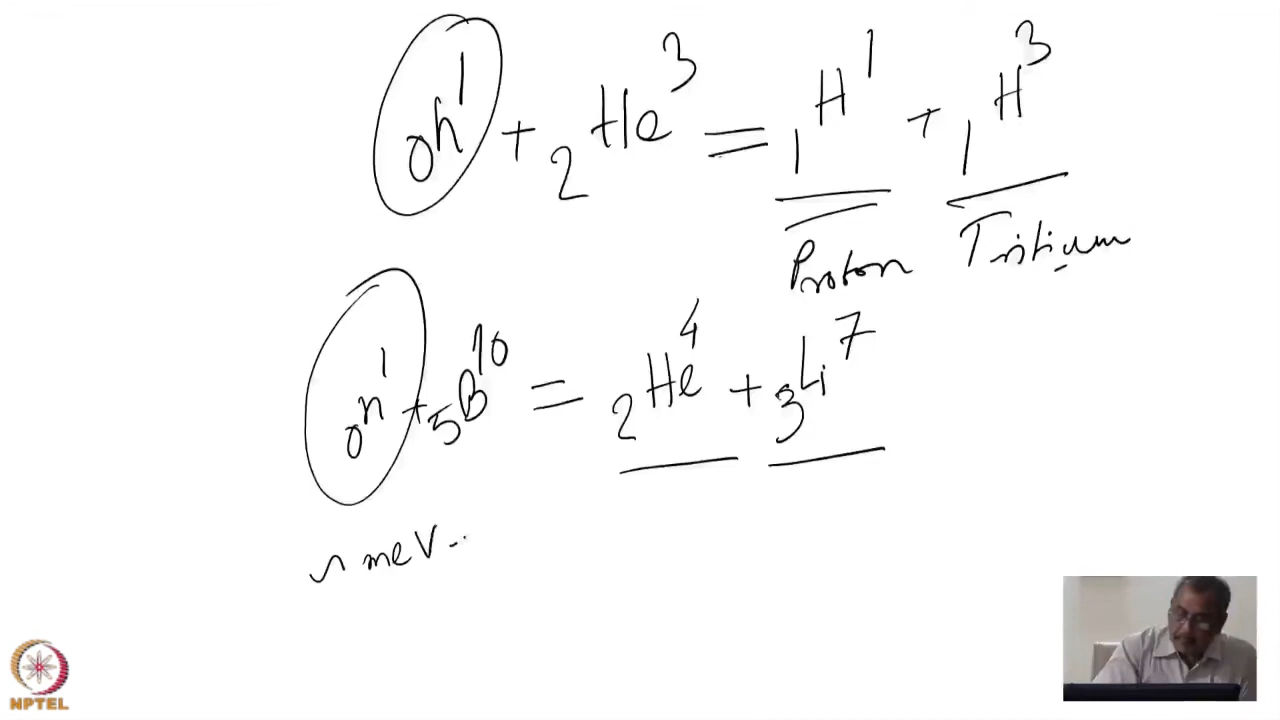 ₀n¹ + ₂He³ = ₁H¹ + ₁H³
Proton Tritium
₀n¹ + ₅B¹⁰ = ₂He⁴ + ₃Li⁷
~ meV
NPTEL